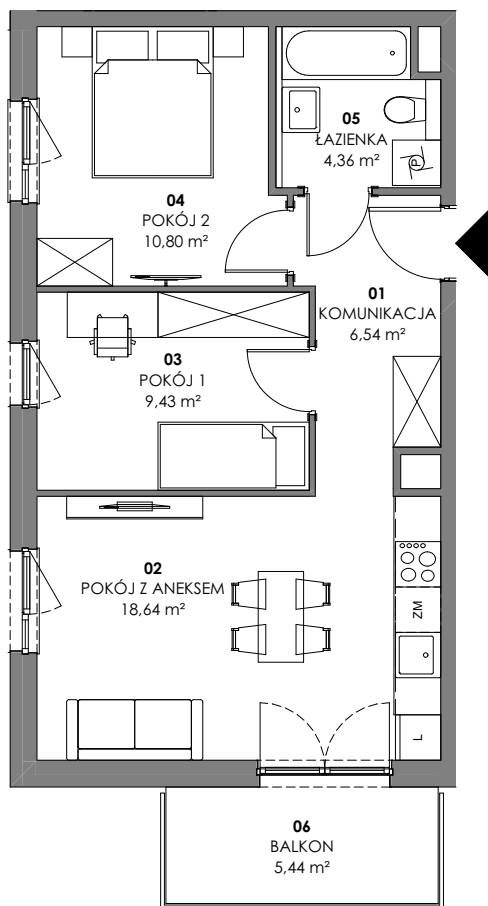 05
ŁAZIENKA
4,36 m²
P
04
POKÓJ 2
10,80 m²
01
KOMUNIKACJA
6,54 m²
03
POKÓJ 1
9,43 m²
02
POKÓJ Z ANEKSEM
18,64 m²
ZM
L
06
BALKON
5,44 m²